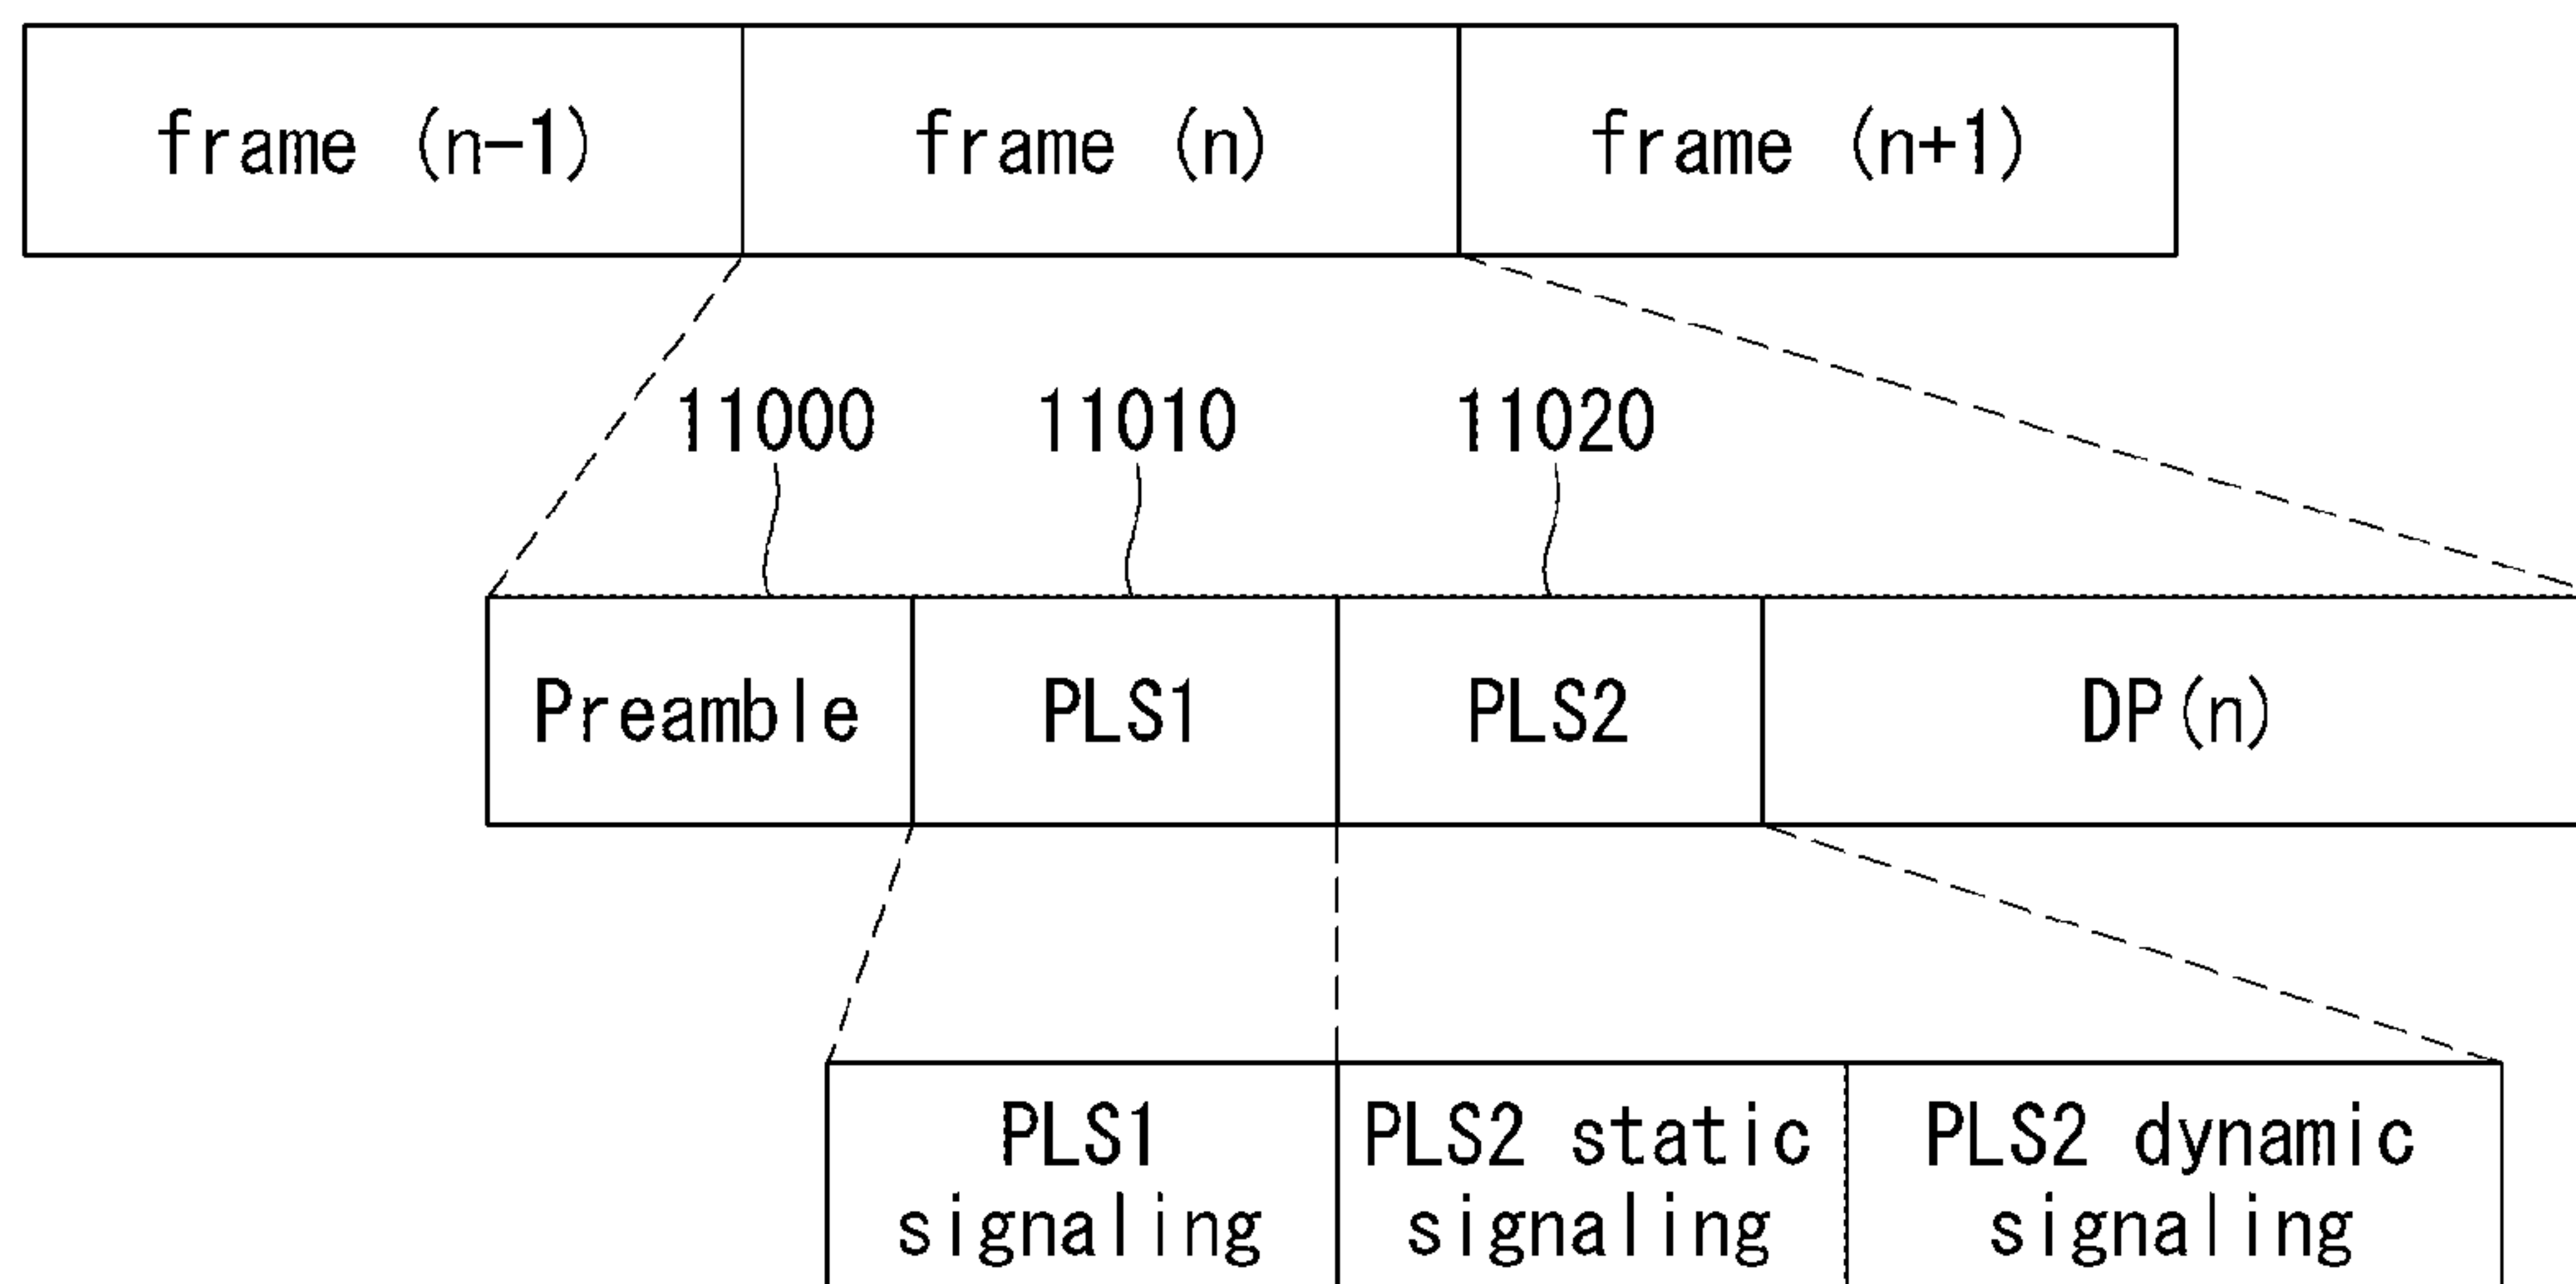 frame (n-1) frame (n) frame (n+1)
11000 11010 11020
Preamble PLS1 PLS2 DP(n)
PLS1 signaling
PLS2 static signaling
PLS2 dynamic signaling